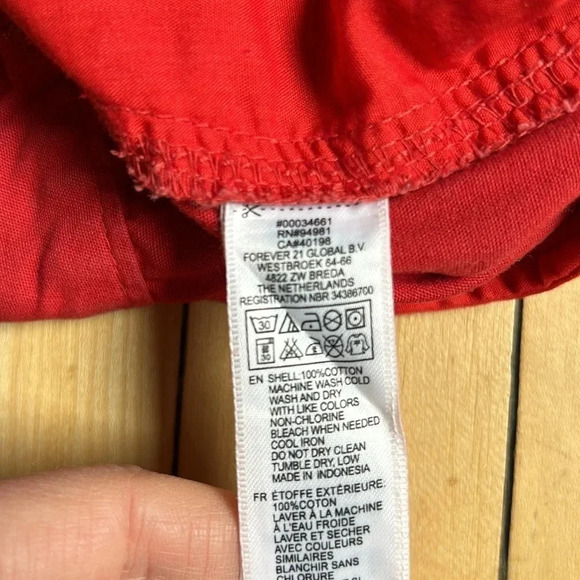 #00034661
RN#94981
CA#40198
FOREVER 21 GLOBAL B.V.
WESTBROEK 64-66
4822 ZW BREDA
THE NETHERLANDS
REGISTRATION NBR 34386700
30
30
EN SHELL:100%COTTON
MACHINE WASH COLD
WASH AND DRY
WITH LIKE COLORS
NON-CHLORINE
BLEACH WHEN NEEDED
COOL IRON
DO NOT DRY CLEAN
TUMBLE DRY, LOW
MADE IN INDONESIA
FR ÉTOFFE EXTÉRIEURE:
100%COTON
LAVER À LA MACHINE
À L'EAU FROIDE
LAVER ET SECHER
AVEC COULEURS
SIMILAIRES
BLANCHIR SANS
CHLORURE